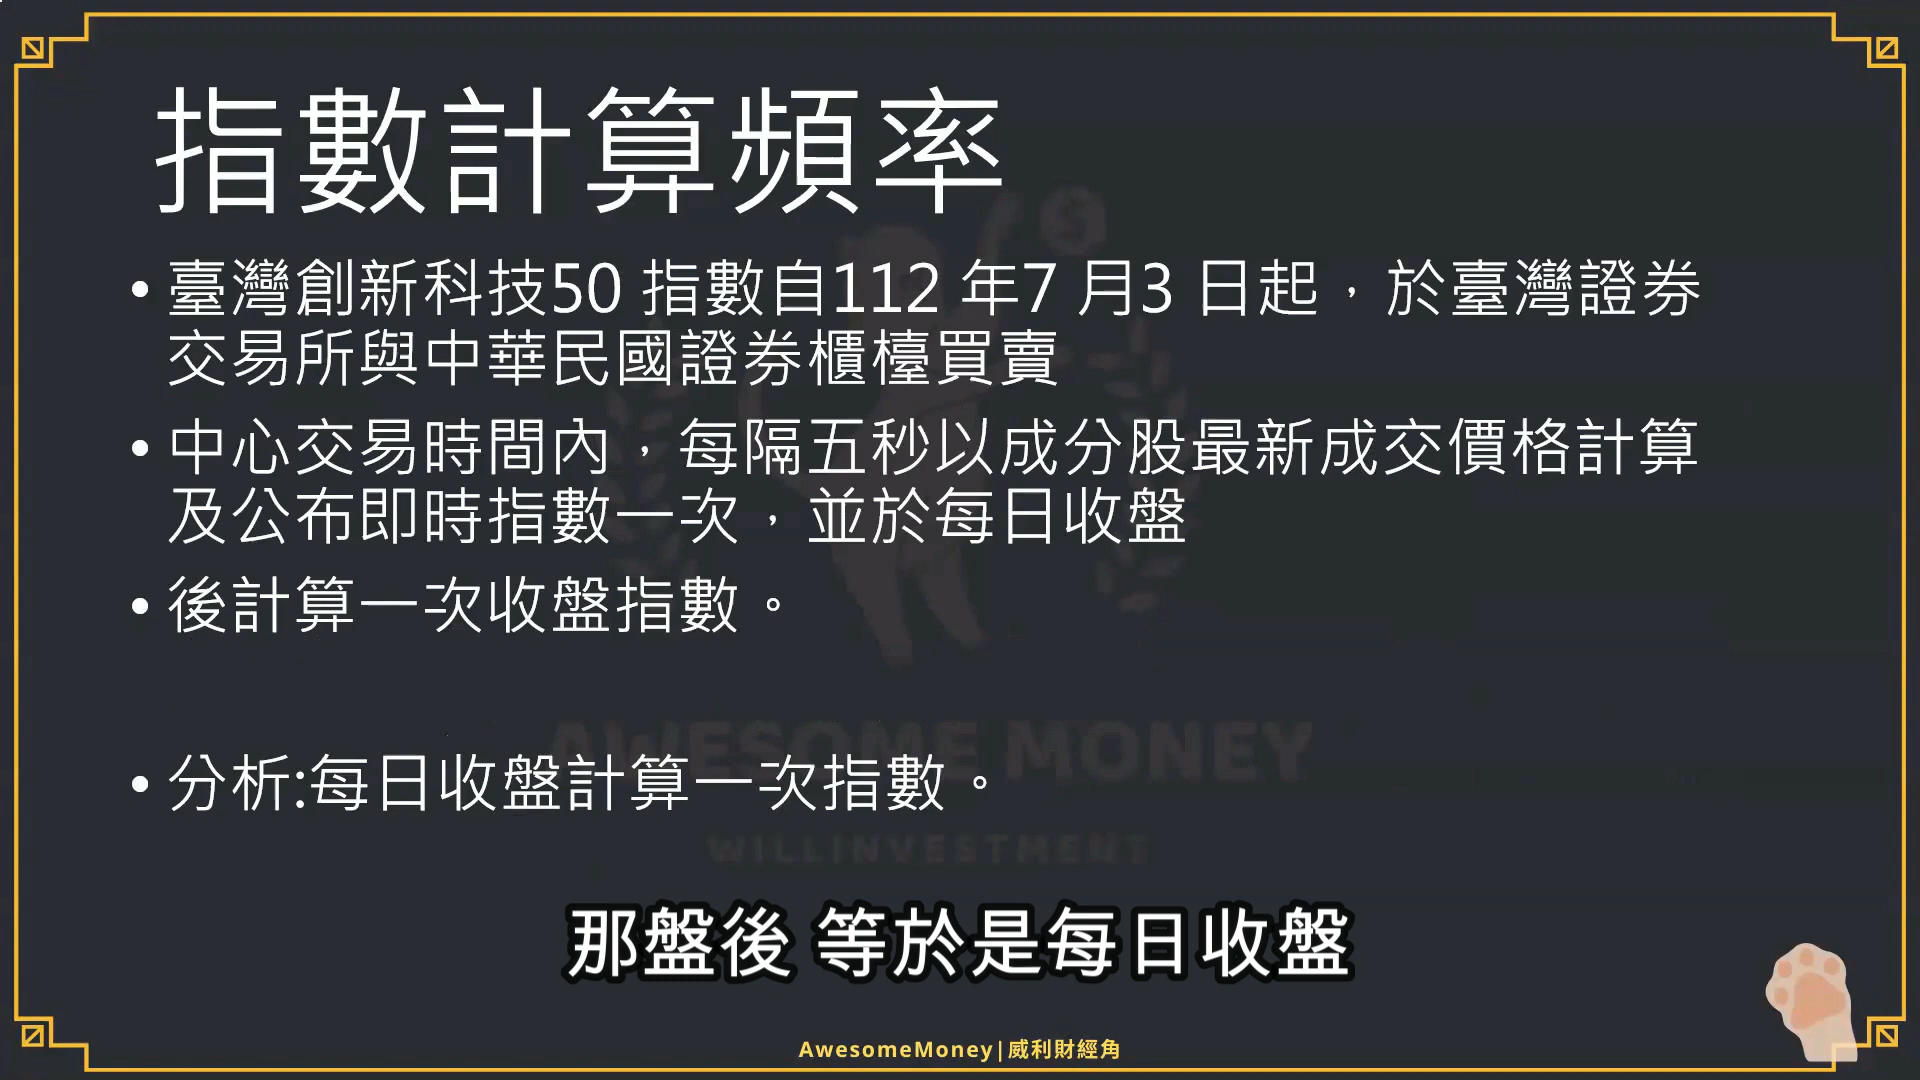 指數計算頻率
• 臺灣創新科技50 指數自112 年7 月3 日起，於臺灣證券
交易所與中華民國證券櫃檯買賣
• 中心交易時間內，每隔五秒以成分股最新成交價格計算
及公布即時指數一次，並於每日收盤
• 後計算一次收盤指數。
AWESOME MONEY
• 分析:每日收盤計算一次指數。
WILLINVESTMENT
那盤後 等於是每日收盤
AwesomeMoney|威利財經角